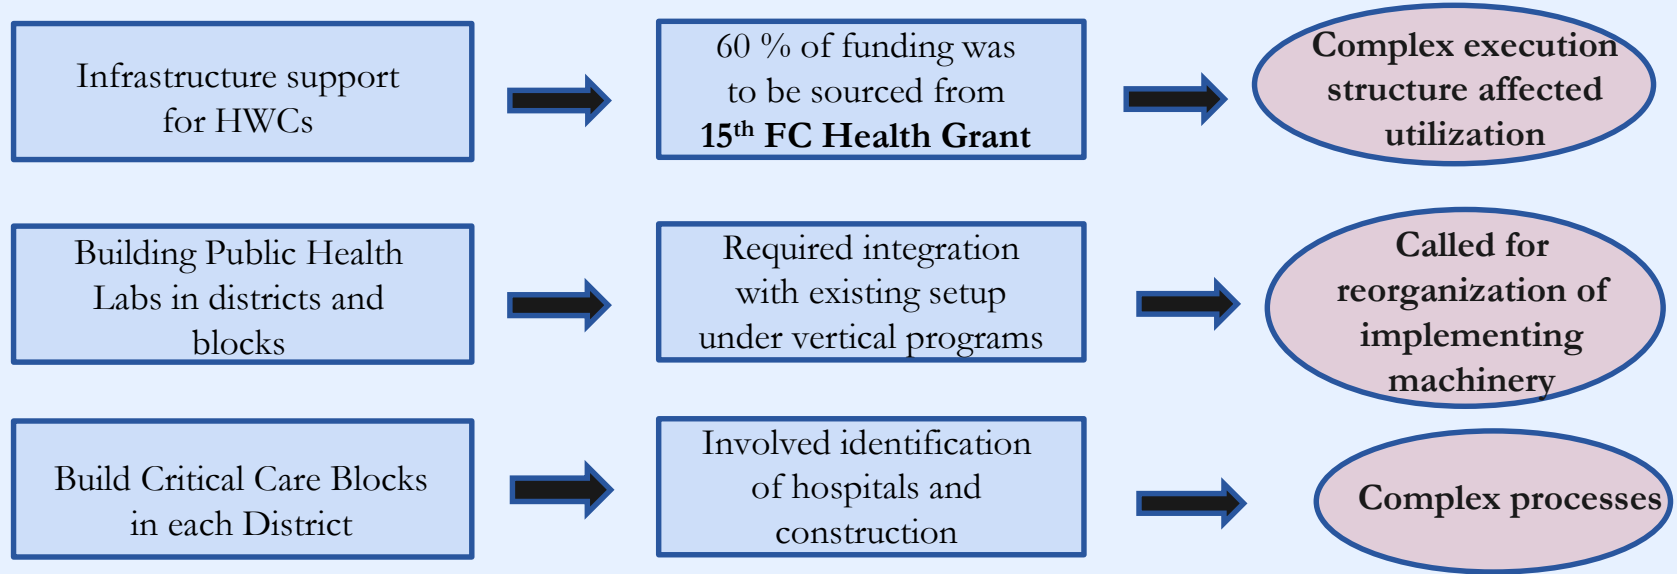 Infrastructure support
for HWCs
60 % of funding was
to be sourced from
15th FC Health Grant
Complex execution
structure affected
utilization
Building Public Health
Labs in districts and
blocks
Required integration
with existing setup
under vertical programs
Called for
reorganization of
implementing
machinery
Build Critical Care Blocks
in each District
Involved identification
of hospitals and
construction
Complex processes